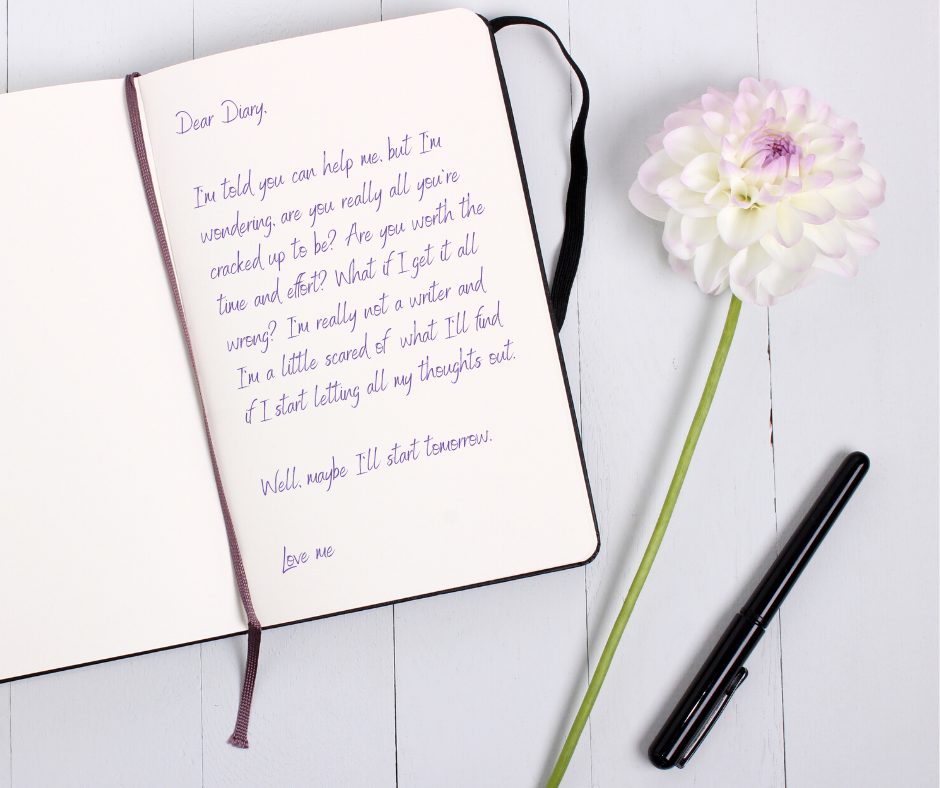 Dear Diary,
I'm told you can help me, but I'm
wondering, are you really all you're
cracked up to be? Are you worth the
time and effort? What if I get it all
wrong? I'm really not a writer and
I'm a little scared of what I'll find
if I start letting all my thoughts out.
Well, maybe I'll start tomorrow.
Love me